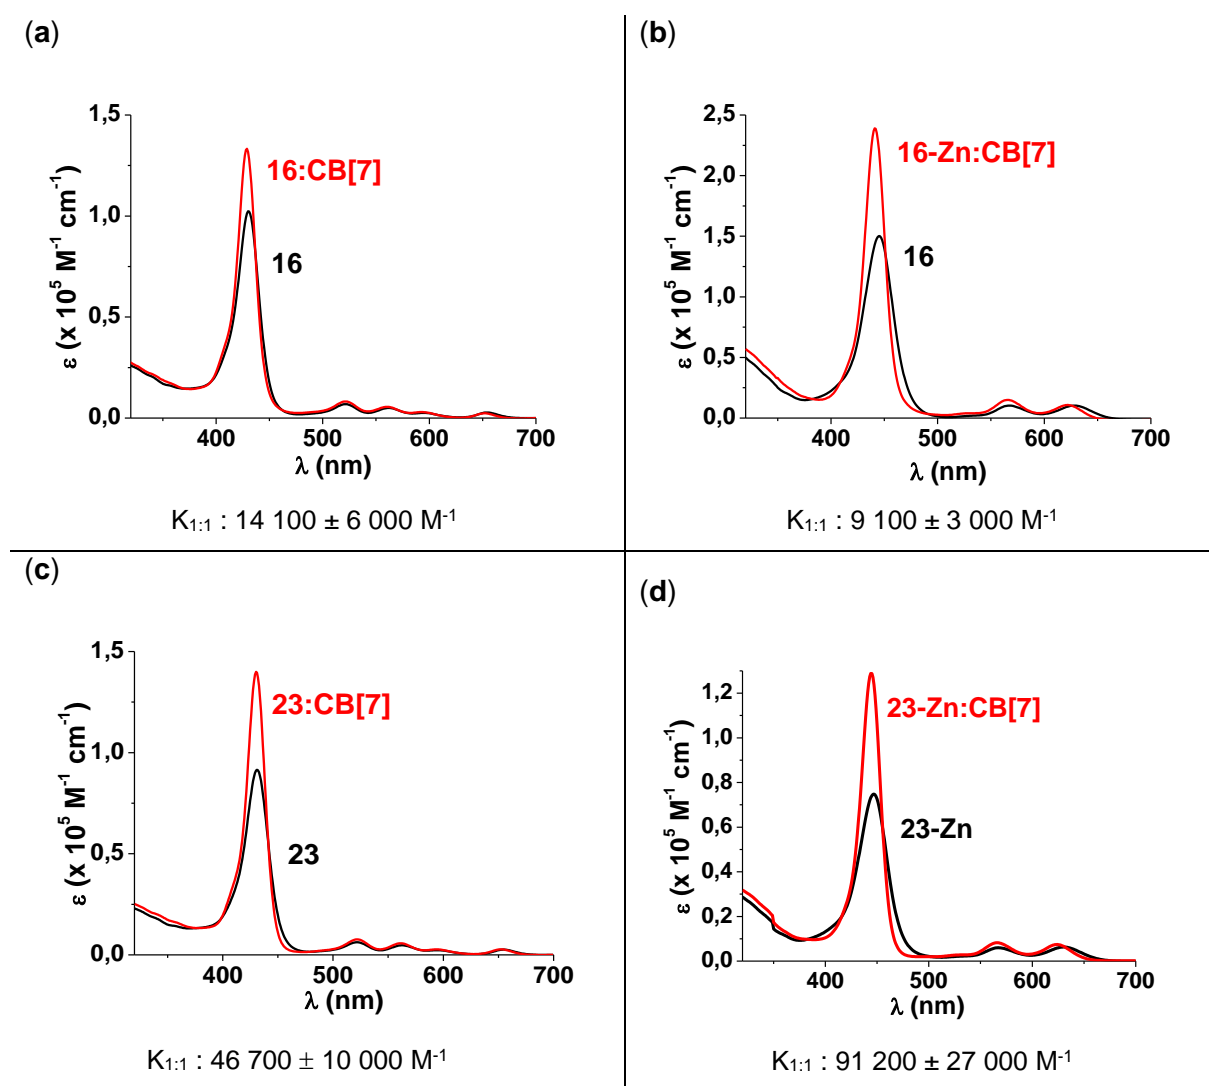 (a)
1,5
1,0
0,5
0,0
ε (x 10⁵ M⁻¹ cm⁻¹)
16:CB[7]
16
400 500 600 700
λ (nm)
K₁:₁ : 14 100 ± 6 000 M⁻¹
(b)
2,5
2,0
1,5
1,0
0,5
0,0
ε (x 10⁵ M⁻¹ cm⁻¹)
16-Zn:CB[7]
16
400 500 600 700
λ (nm)
K₁:₁ : 9 100 ± 3 000 M⁻¹
(c)
1,5
1,0
0,5
0,0
ε (x 10⁵ M⁻¹ cm⁻¹)
23:CB[7]
23
400 500 600 700
λ (nm)
K₁:₁ : 46 700 ± 10 000 M⁻¹
(d)
1,2
1,0
0,8
0,6
0,4
0,2
0,0
ε (x 10⁵ M⁻¹ cm⁻¹)
23-Zn:CB[7]
23-Zn
400 500 600 700
λ (nm)
K₁:₁ : 91 200 ± 27 000 M⁻¹